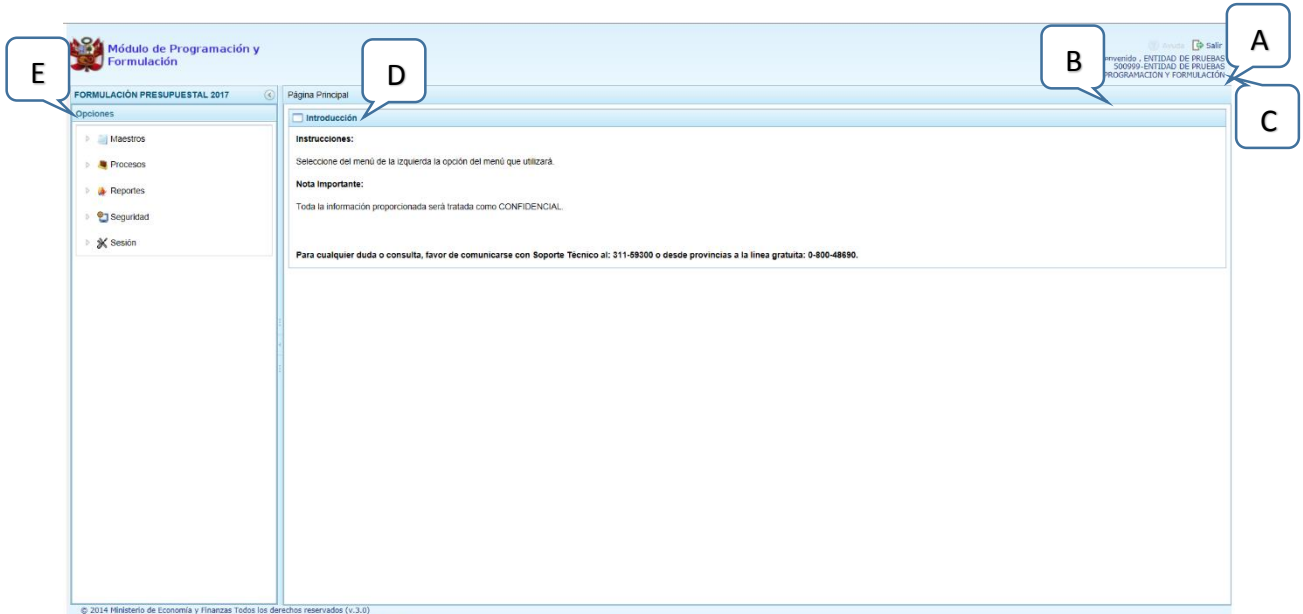 A
B
C
D
E
Módulo de Programación y
Formulación
Ayuda Salir
envenido , ENTIDAD DE PRUEBAS
500999-ENTIDAD DE PRUEBAS
PROGRAMACIÓN Y FORMULACIÓN
FORMULACIÓN PRESUPUESTAL 2017
Opciones
Maestros
Procesos
Reportes
Seguridad
Sesión
Página Principal
Introducción
Instrucciones:
Seleccione del menú de la izquierda la opción del menú que utilizará.
Nota Importante:
Toda la información proporcionada será tratada como CONFIDENCIAL.
Para cualquier duda o consulta, favor de comunicarse con Soporte Técnico al: 311-59300 o desde provincias a la línea gratuita: 0-800-48690.
© 2014 Ministerio de Economía y Finanzas Todos los derechos reservados (v.3.0)